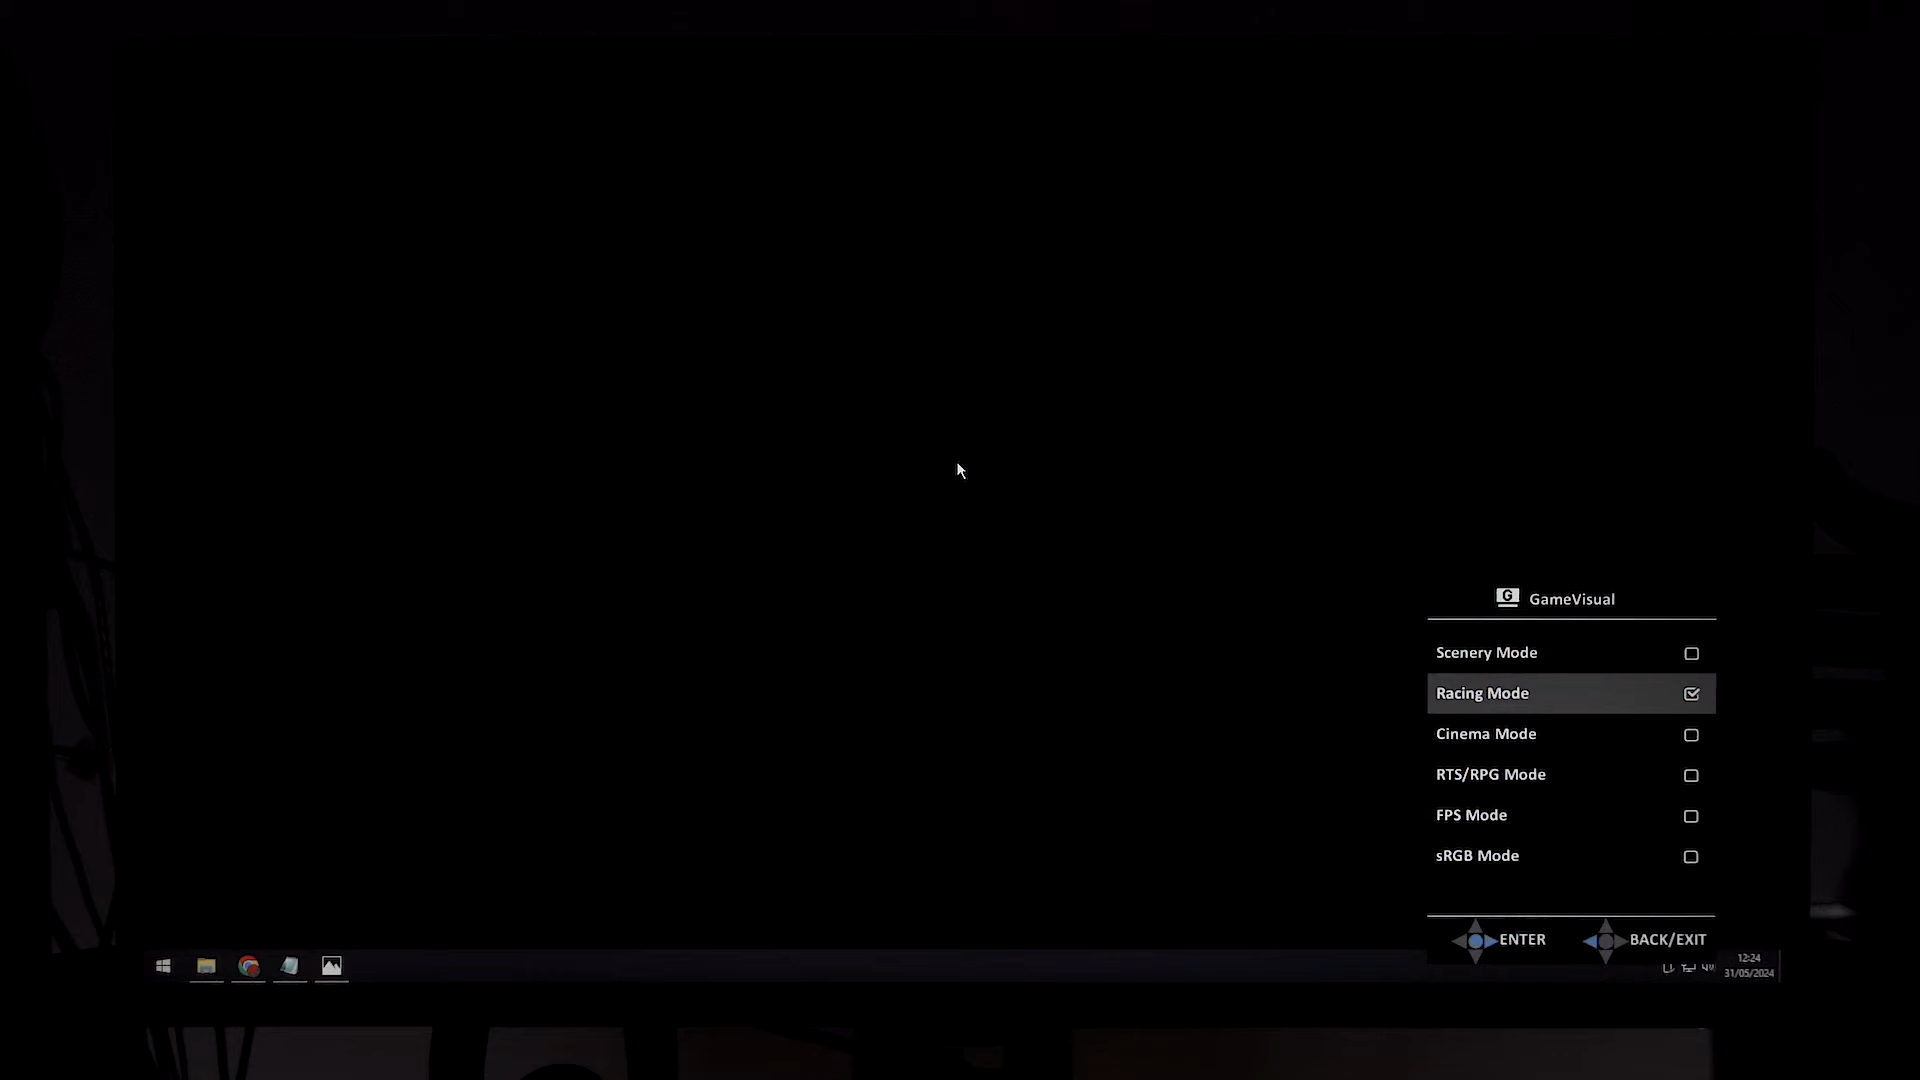 G GameVisual
Scenery Mode
Racing Mode
Cinema Mode
RTS/RPG Mode
FPS Mode
sRGB Mode
ENTER BACK/EXIT
12:24
31/05/2024